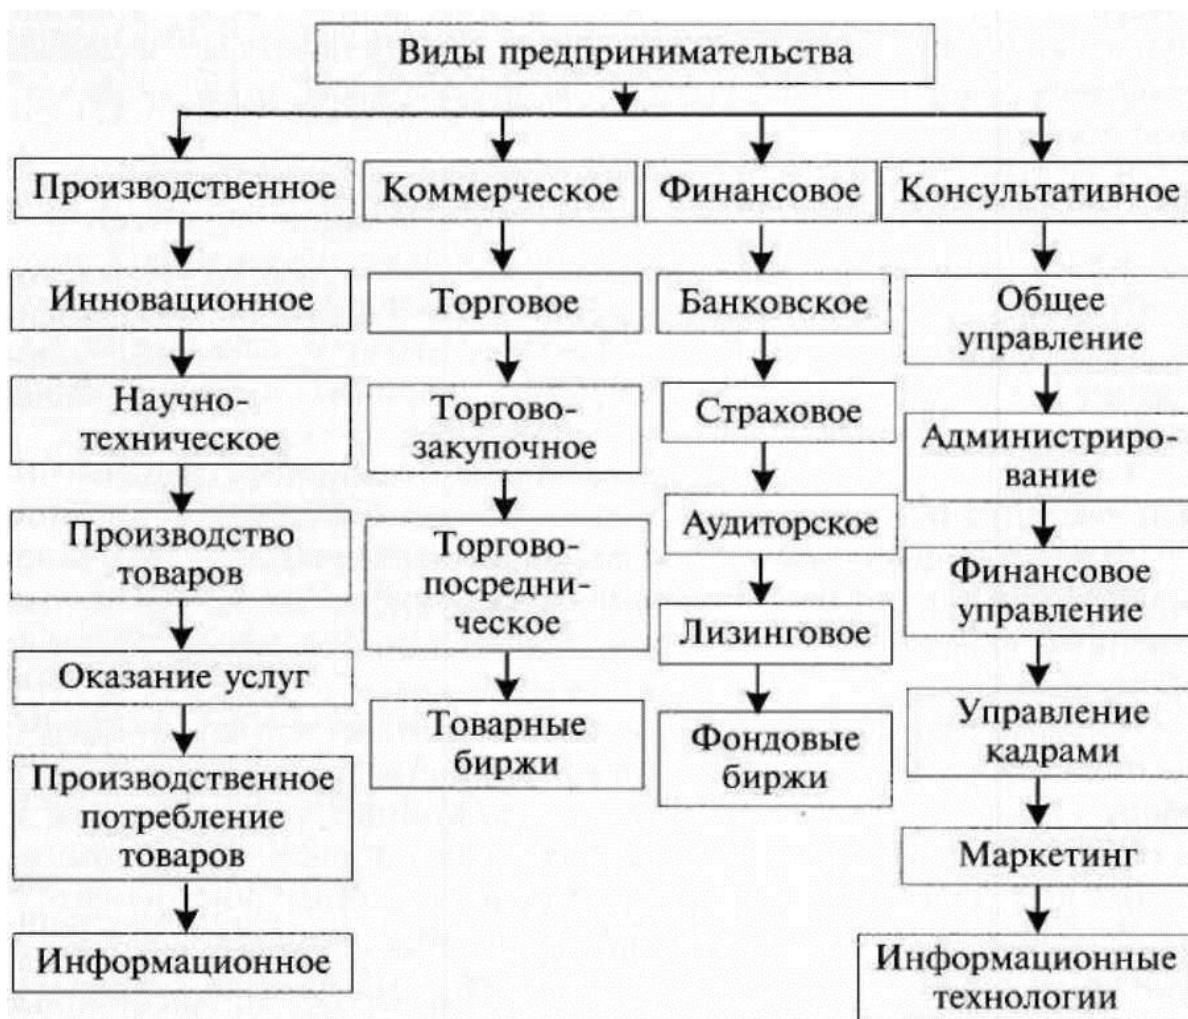 Виды предпринимательства
Производственное
Коммерческое
Финансовое
Консультативное
Инновационное
Торговое
Банковское
Общее
управление
Научно-
техническое
Торгово-
закупочное
Страховое
Администриро-
вание
Производство
товаров
Торгово-
посредни-
ческое
Аудиторское
Финансовое
управление
Оказание услуг
Лизинговое
Производственное
потребление
товаров
Товарные
биржи
Фондовые
биржи
Управление
кадрами
Маркетинг
Информационное
Информационные
технологии